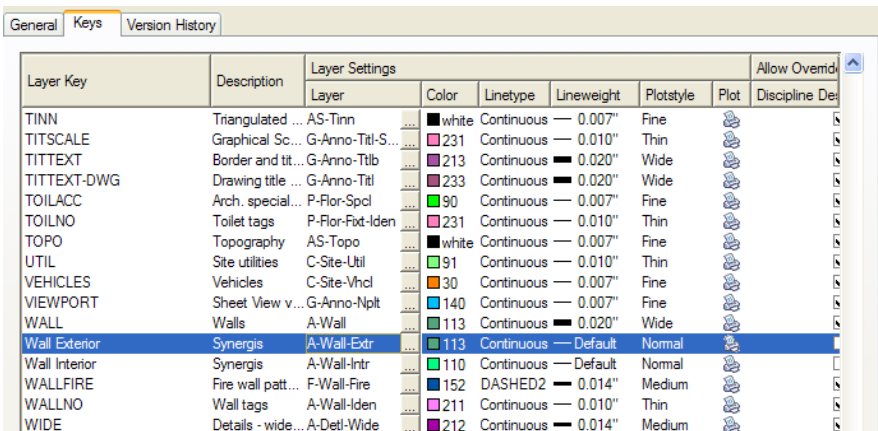 General Keys Version History
Layer Key Description Layer Settings Allow Override
Layer Color Linetype Lineweight Plotstyle Plot Discipline Des
TINN Triangulated ... AS-Tinn ... white Continuous 0.007" Fine
TITSCALE Graphical Sc... G-Anno-Titl-S... ... 231 Continuous 0.010" Thin
TITTEXT Border and tit... G-Anno-Ttlb ... 213 Continuous 0.020" Wide
TITTEXT-DWG Drawing title ... G-Anno-Titl ... 233 Continuous 0.020" Wide
TOILACC Arch. special... P-Flor-Spcl ... 90 Continuous 0.007" Fine
TOILNO Toilet tags P-Flor-Fixt-Iden ... 231 Continuous 0.010" Thin
TOPO Topography AS-Topo ... white Continuous 0.007" Fine
UTIL Site utilities C-Site-Util ... 91 Continuous 0.010" Thin
VEHICLES Vehicles C-Site-Vhcl ... 30 Continuous 0.007" Fine
VIEWPORT Sheet View v... G-Anno-Nplt ... 140 Continuous 0.007" Fine
WALL Walls A-Wall ... 113 Continuous 0.020" Wide
Wall Exterior Synergis A-Wall-Extr ... 113 Continuous Default Normal
Wall Interior Synergis A-Wall-Intr ... 110 Continuous Default Normal
WALLFIRE Fire wall patt... F-Wall-Fire ... 152 DASHED2 0.014" Medium
WALLNO Wall tags A-Wall-Iden ... 211 Continuous 0.010" Thin
WIDE Details - wide... A-Detl-Wide ... 212 Continuous 0.014" Medium